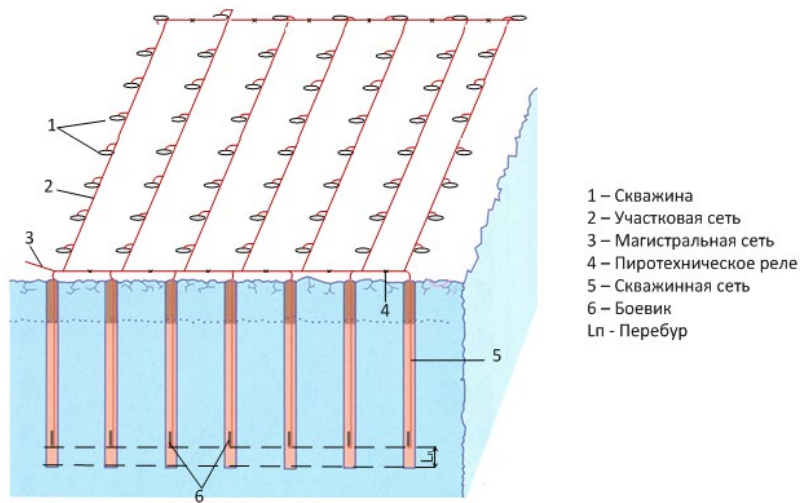 1
2
3
4
5
6
Lп
1 – Скважина
2 – Участковая сеть
3 – Магистральная сеть
4 – Пиротехническое реле
5 – Скважинная сеть
6 – Боевик
Lп - Перебур